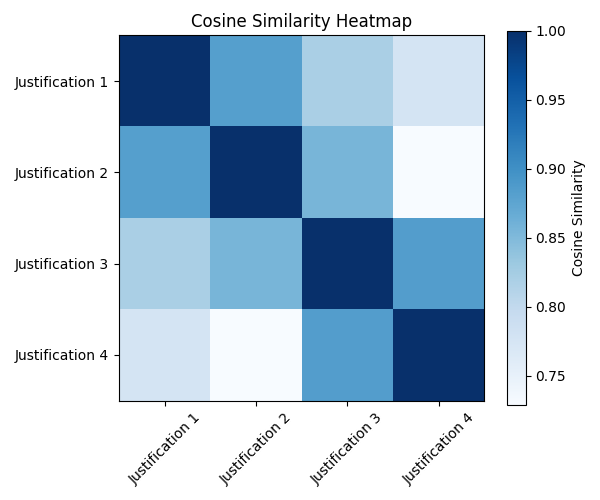 Cosine Similarity Heatmap
Justification 1
Justification 2
Justification 3
Justification 4
Justification 1
Justification 2
Justification 3
Justification 4
1.00
0.95
0.90
0.85
0.80
0.75
Cosine Similarity